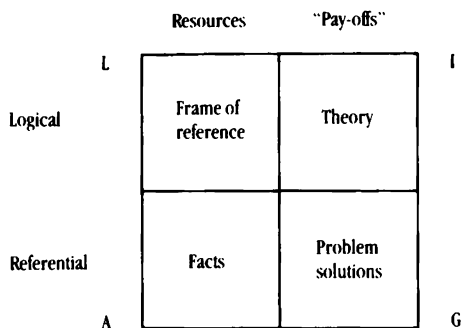 Resources "Pay-offs"
L I
Frame of
reference
Theory
Logical
Referential
Facts
Problem
solutions
A G